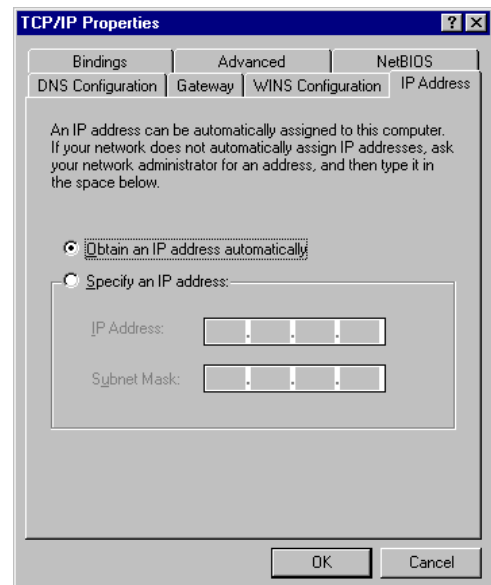 TCP/IP Properties
? X
Bindings Advanced NetBIOS
DNS Configuration Gateway WINS Configuration IP Address
An IP address can be automatically assigned to this computer.
If your network does not automatically assign IP addresses, ask
your network administrator for an address, and then type it in
the space below.
Obtain an IP address automatically
Specify an IP address:
IP Address:
. . .
Subnet Mask:
. . .
OK Cancel